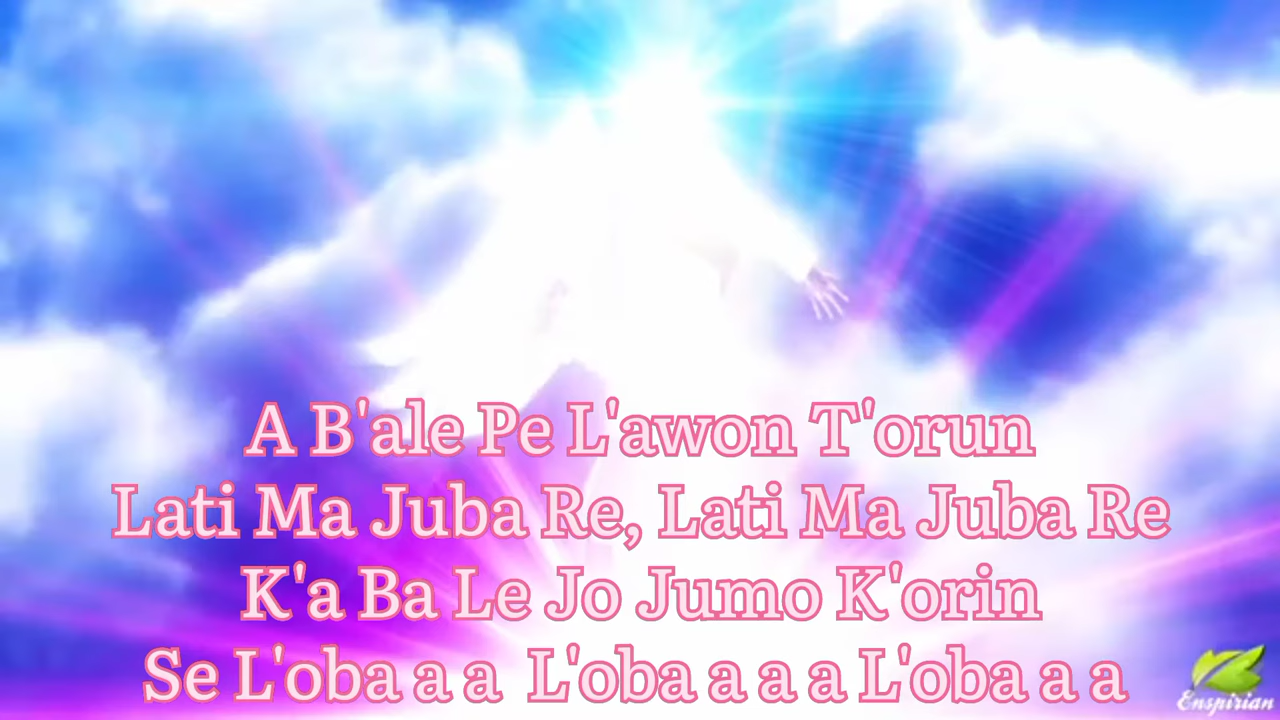 A B'ale Pe L'awon T'orun
Lati Ma Juba Re, Lati Ma Juba Re
K'a Ba Le Jo Jumo K'orin
Se L'oba a a L'oba a a a L'oba a a
Enspirian